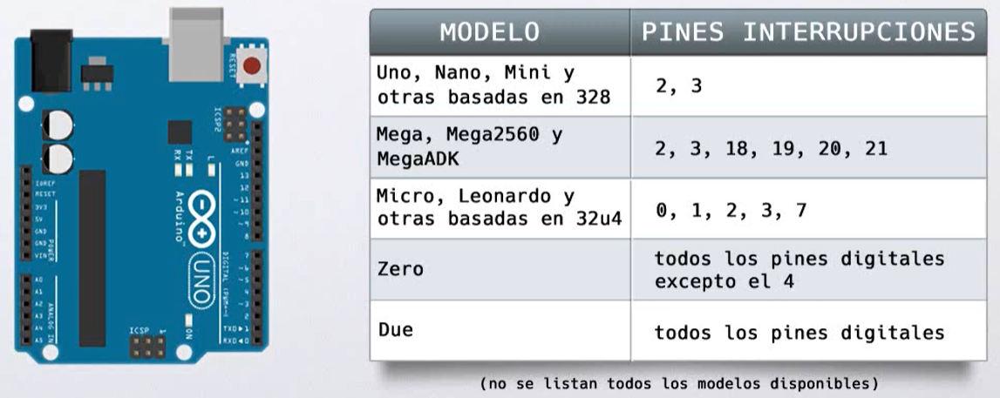 MODELO PINES INTERRUPCIONES
Uno, Nano, Mini y
otras basadas en 328
2, 3
Mega, Mega2560 y
MegaADK
2, 3, 18, 19, 20, 21
Micro, Leonardo y
otras basadas en 32u4
0, 1, 2, 3, 7
Zero
todos los pines digitales
excepto el 4
Due
todos los pines digitales
(no se listan todos los modelos disponibles)
RESET
ICSP2
AREF
GND
13
12
~11
~10
~9
8
7
~6
~5
4
~3
2
TXD▶1
RXD◀0
DIGITAL (PWM=~)
TX
RX
L
Arduino™
UNO
IOREF
RESET
3V3
5V
GND
GND
VIN
POWER
A0
A1
A2
A3
A4
A5
ANALOG IN
ICSP
1
ON